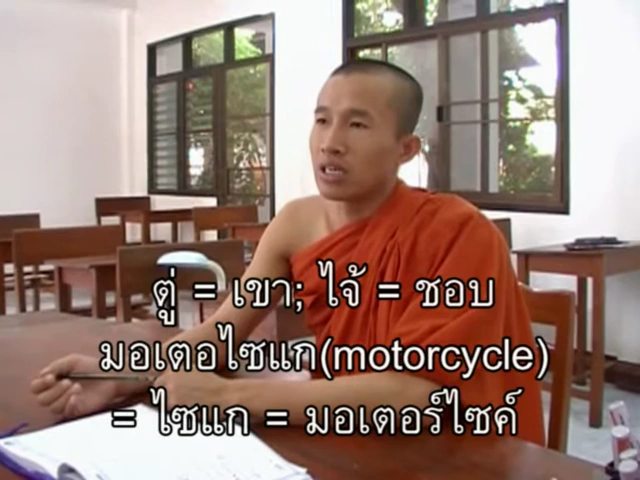 ตู่ = เขา; ไจ้ = ชอบ
มอเตอไซแก(motorcycle)
= ไซแก = มอเตอร์ไซค์